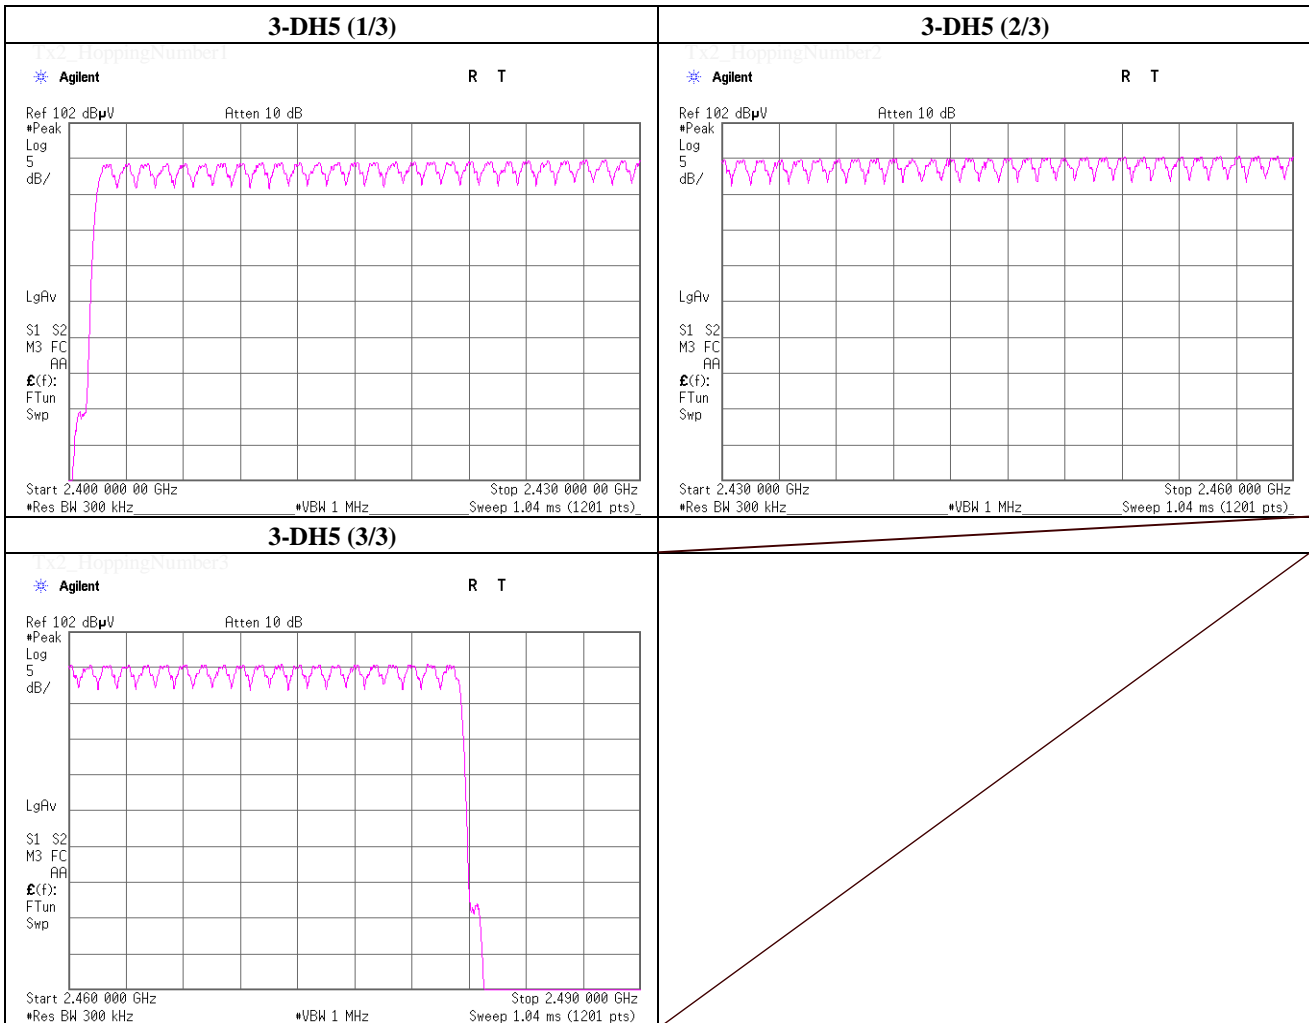 3-DH5 (1/3)
Tx2_HoppingNumber1
Agilent
R T
Ref 102 dBµV
Atten 10 dB
#Peak
Log
5
dB/
LgAv
S1 S2
M3 FC
AA
£(f):
FTun
Swp
Start 2.400 000 00 GHz
Stop 2.430 000 00 GHz
#Res BW 300 kHz
#VBW 1 MHz
Sweep 1.04 ms (1201 pts)
3-DH5 (2/3)
Tx2_HoppingNumber2
Agilent
R T
Ref 102 dBµV
Atten 10 dB
#Peak
Log
5
dB/
LgAv
S1 S2
M3 FC
AA
£(f):
FTun
Swp
Start 2.430 000 GHz
Stop 2.460 000 GHz
#Res BW 300 kHz
#VBW 1 MHz
Sweep 1.04 ms (1201 pts)
3-DH5 (3/3)
Tx2_HoppingNumber3
Agilent
R T
Ref 102 dBµV
Atten 10 dB
#Peak
Log
5
dB/
LgAv
S1 S2
M3 FC
AA
£(f):
FTun
Swp
Start 2.460 000 GHz
Stop 2.490 000 GHz
#Res BW 300 kHz
#VBW 1 MHz
Sweep 1.04 ms (1201 pts)